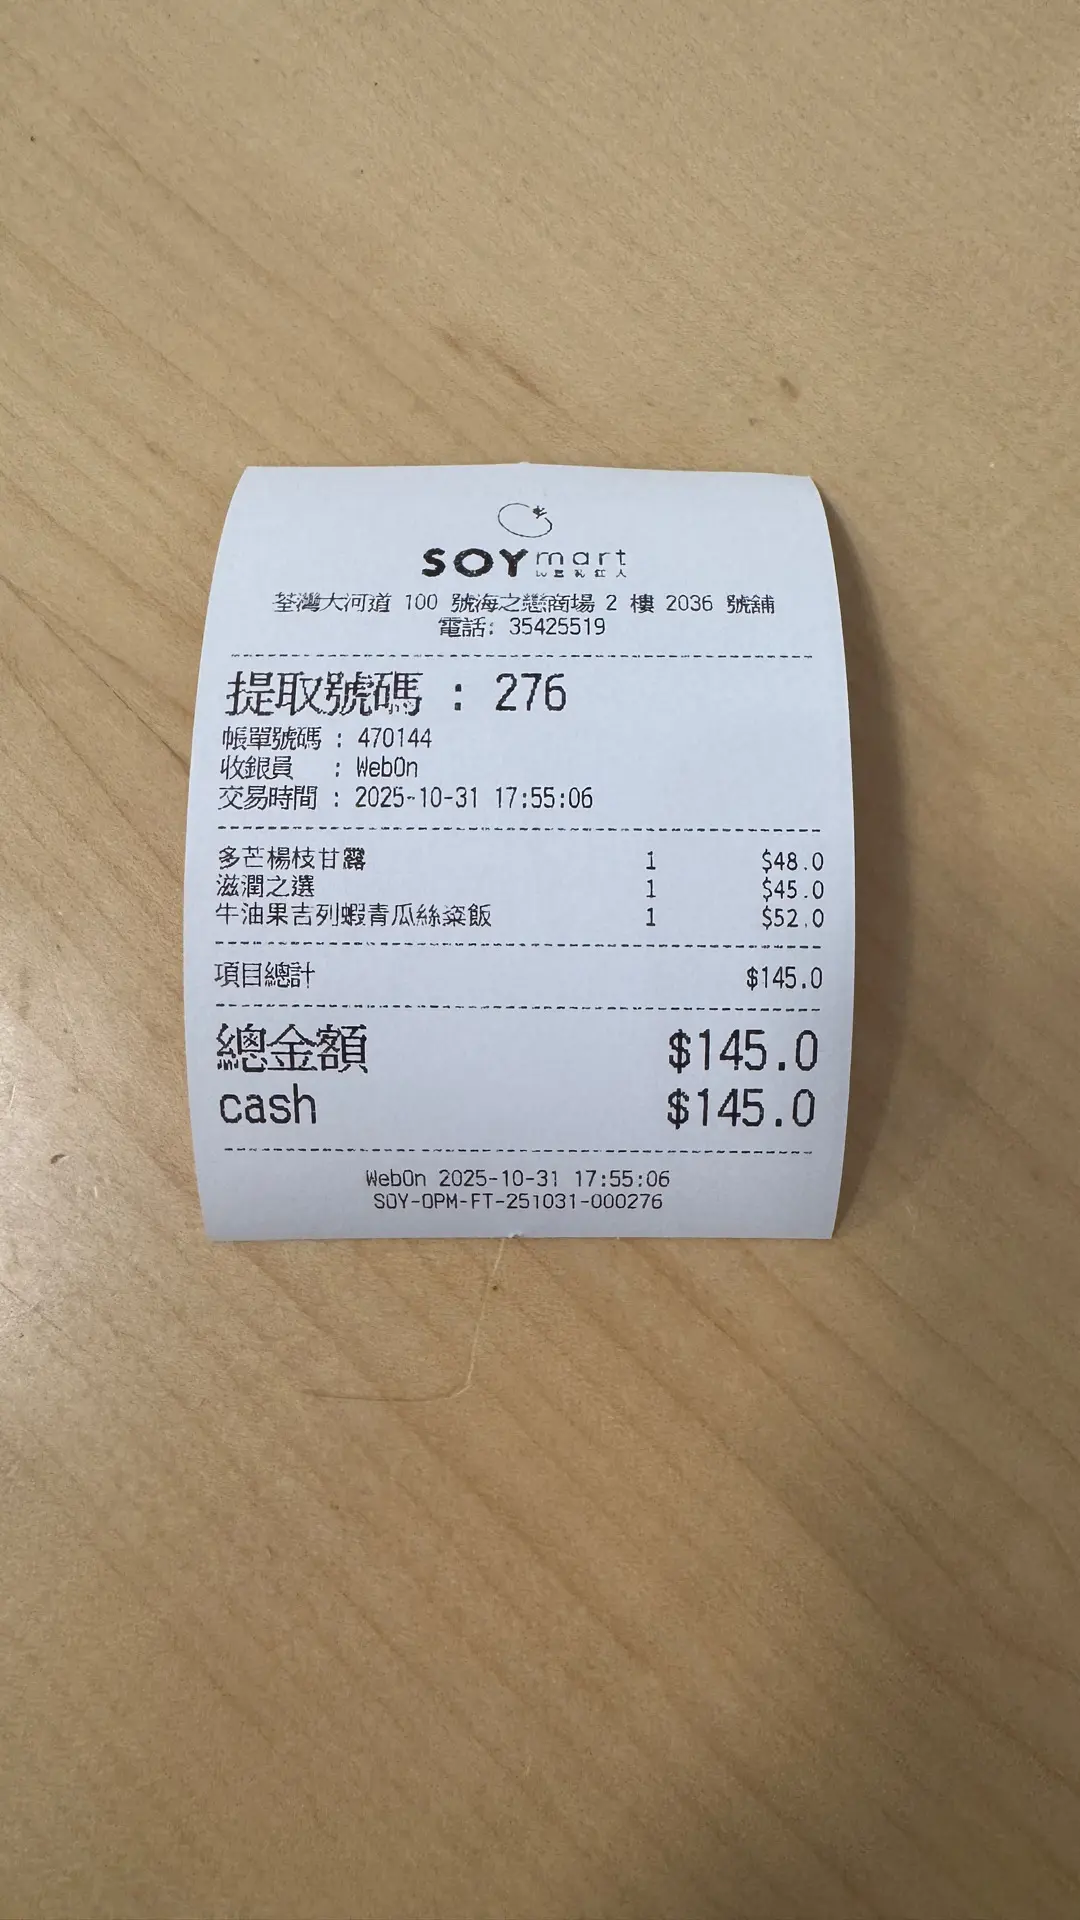 SOYmart
荃灣大河道 100 號海之戀商場 2 樓 2036 號舖
電話: 35425519
提取號碼 : 276
帳單號碼 : 470144
收銀員 : WebOn
交易時間 : 2025-10-31 17:55:06
多芒楊枝甘露 1 $48.0
滋潤之選 1 $45.0
牛油果吉列蝦青瓜絲粢飯 1 $52.0
項目總計 $145.0
總金額 $145.0
cash $145.0
WebOn 2025-10-31 17:55:06
SOY-OPM-FT-251031-000276